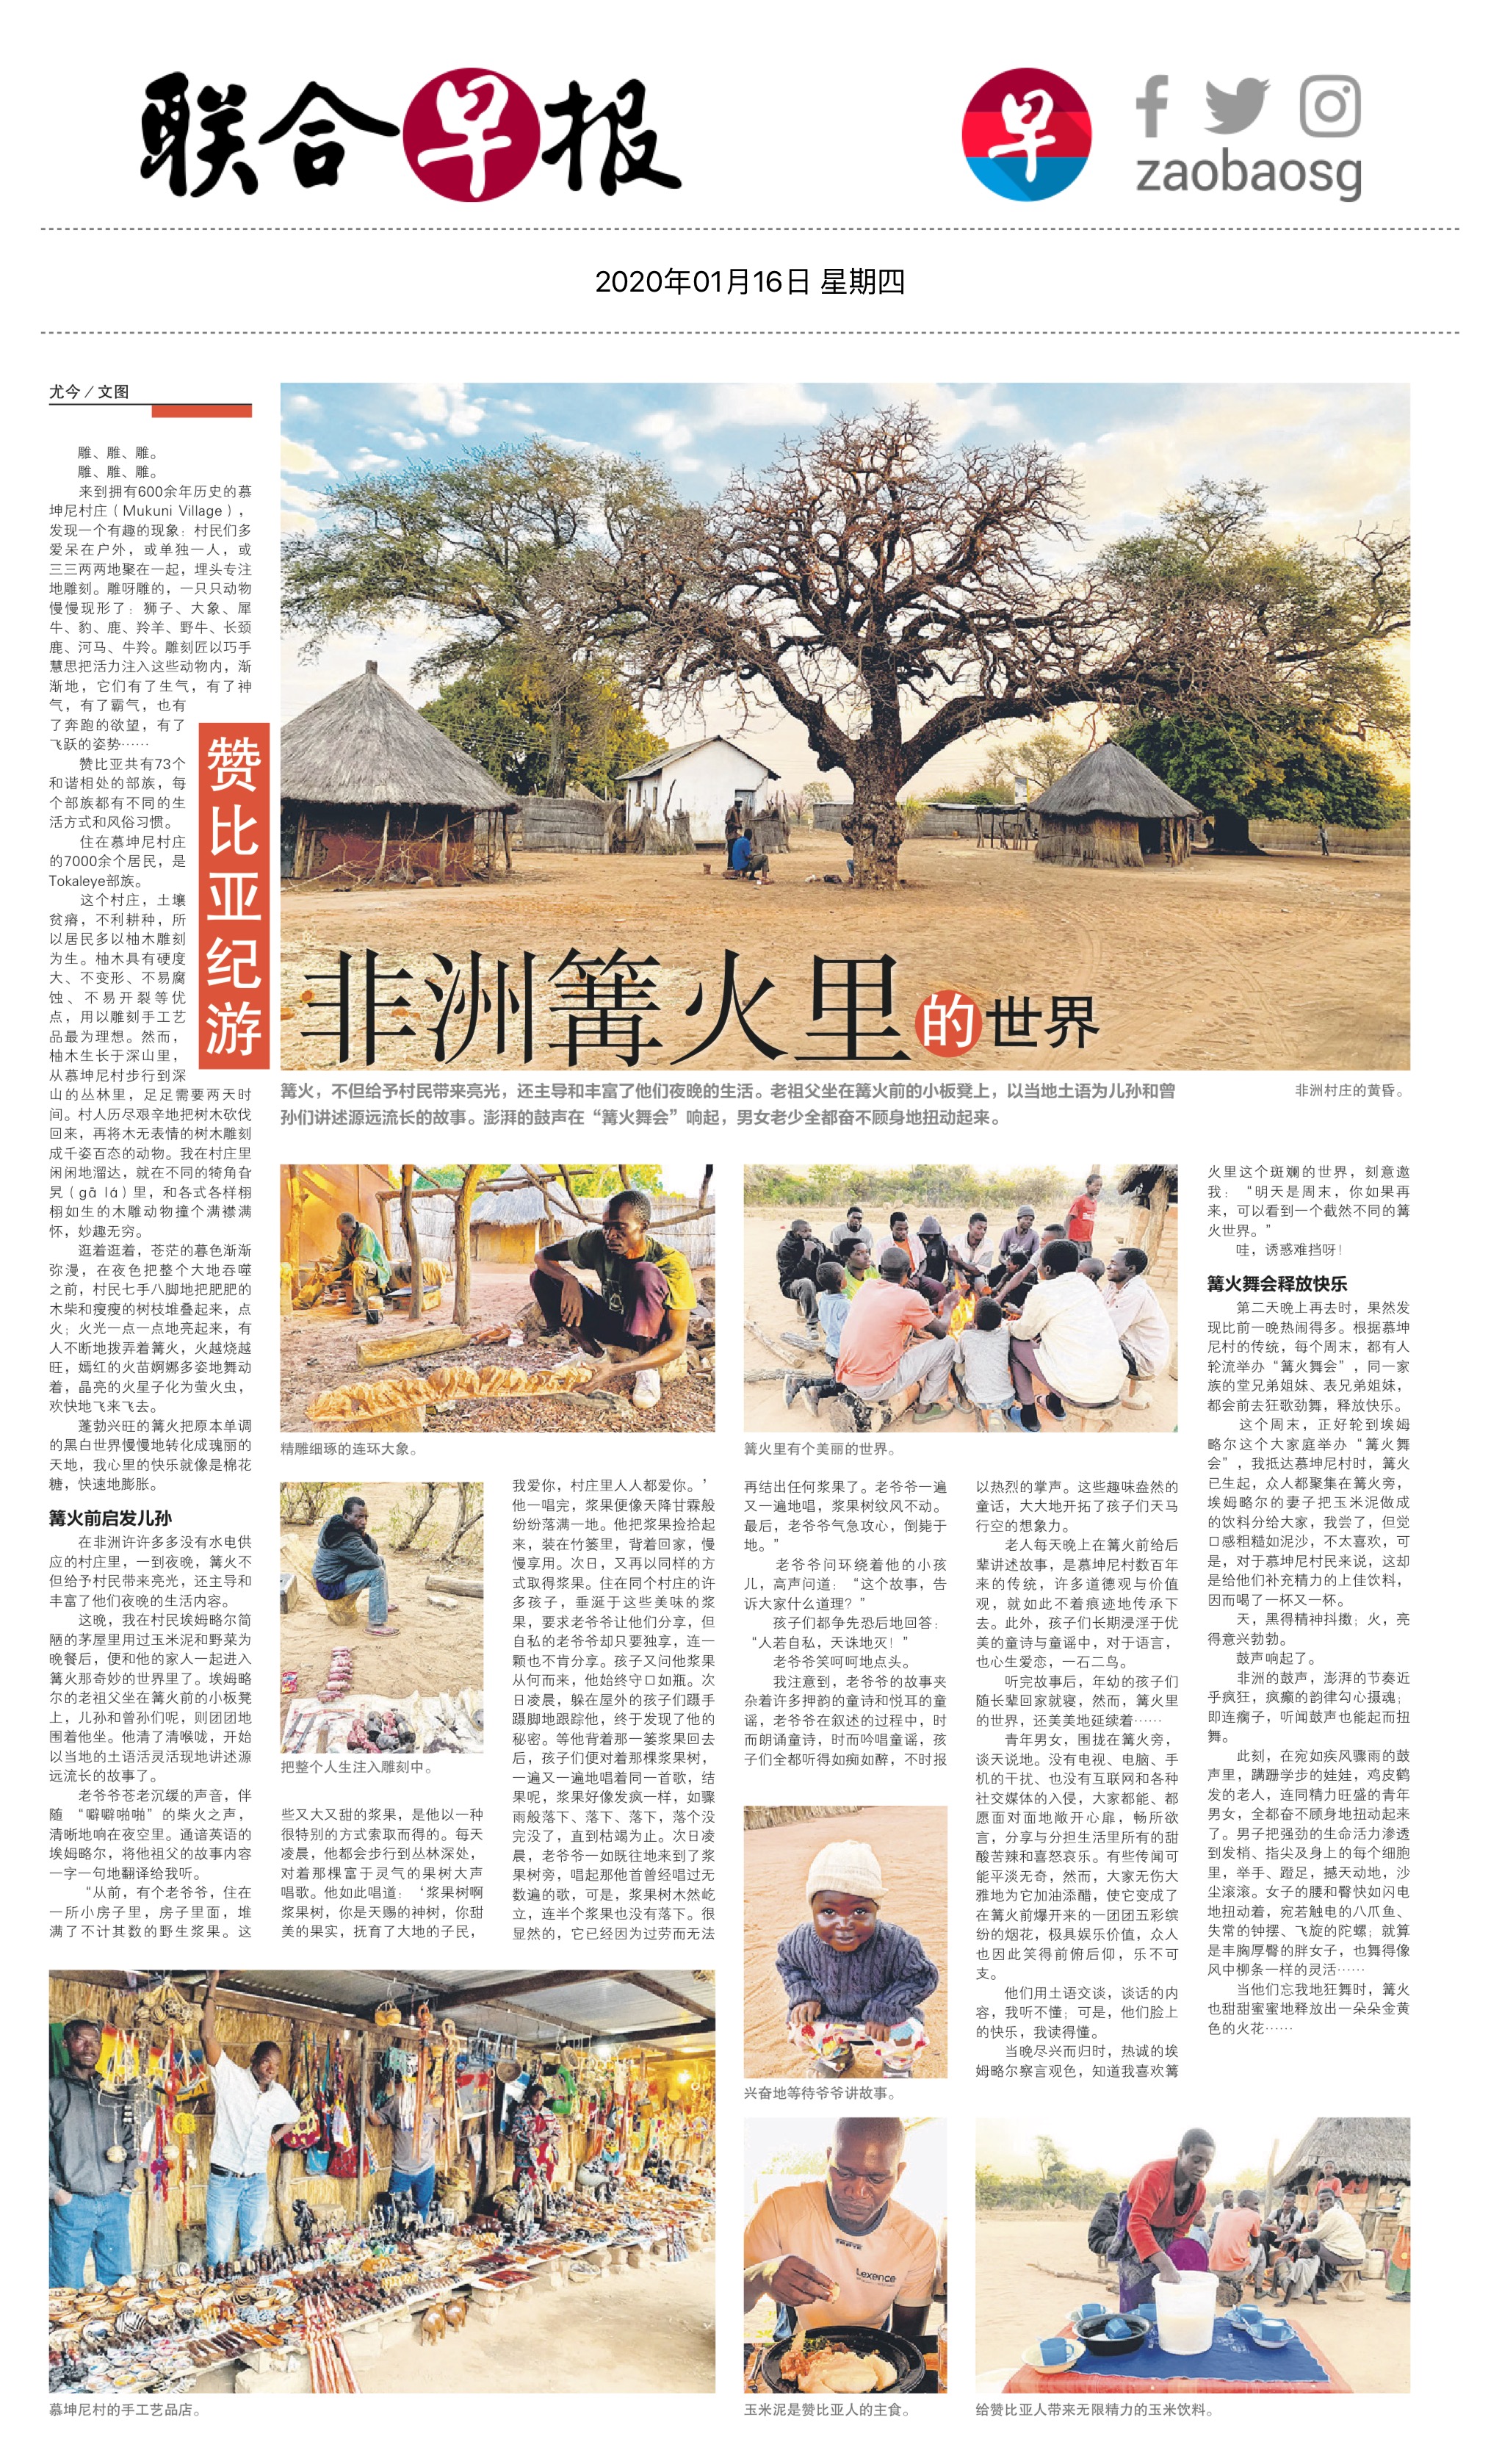 联合早报
早
zaobaosg
2020年01月16日 星期四
尤今／文图
雕、雕、雕。
雕、雕、雕。
来到拥有600余年历史的慕
坤尼村庄（Mukuni Village），
发现一个有趣的现象：村民们多
爱呆在户外，或单独一人，或
三三两两地聚在一起，埋头专注
地雕刻。雕呀雕的，一只只动物
慢慢现形了：狮子、大象、犀
牛、豹、鹿、羚羊、野牛、长颈
鹿、河马、牛羚。雕刻匠以巧手
慧思把活力注入这些动物内，渐
渐地，它们有了生气，有了神
气，有了霸气，也有
了奔跑的欲望，有了
飞跃的姿势……
赞比亚共有73个
和谐相处的部族，每
个部族都有不同的生
活方式和风俗习惯。
住在慕坤尼村庄
的7000余个居民，是
Tokaleye部族。
这个村庄，土壤
贫瘠，不利耕种，所
以居民多以柚木雕刻
为生。柚木具有硬度
大、不变形、不易腐
蚀、不易开裂等优
点，用以雕刻手工艺
品最为理想。然而，
柚木生长于深山里，
从慕坤尼村步行到深
山的丛林里，足足需要两天时
间。村人历尽艰辛地把树木砍伐
回来，再将木无表情的树木雕刻
成千姿百态的动物。我在村庄里
闲闲地溜达，就在不同的犄角旮
旯（gā lá）里，和各式各样栩
栩如生的木雕动物撞个满襟满
怀，妙趣无穷。
逛着逛着，苍茫的暮色渐渐
弥漫，在夜色把整个大地吞噬
之前，村民七手八脚地把肥肥的
木柴和瘦瘦的树枝堆叠起来，点
火；火光一点一点地亮起来，有
人不断地拨弄着篝火，火越烧越
旺，嫣红的火苗婀娜多姿地舞动
着，晶亮的火星子化为萤火虫，
欢快地飞来飞去。
蓬勃兴旺的篝火把原本单调
的黑白世界慢慢地转化成瑰丽的
天地，我心里的快乐就像是棉花
糖，快速地膨胀。
篝火前启发儿孙
在非洲许许多多没有水电供
应的村庄里，一到夜晚，篝火不
但给予村民带来亮光，还主导和
丰富了他们夜晚的生活内容。
这晚，我在村民埃姆略尔简
陋的茅屋里用过玉米泥和野菜为
晚餐后，便和他的家人一起进入
篝火那奇妙的世界里了。埃姆略
尔的老祖父坐在篝火前的小板凳
上，儿孙和曾孙们呢，则团团地
围着他坐。他清了清喉咙，开始
以当地的土语活灵活现地讲述源
远流长的故事了。
老爷爷苍老沉缓的声音，伴
随“噼噼啪啪”的柴火之声，
清晰地响在夜空里。通谙英语的
埃姆略尔，将他祖父的故事内容
一字一句地翻译给我听。
“从前，有个老爷爷，住在
一所小房子里，房子里面，堆
满了不计其数的野生浆果。这
赞比亚纪游
非洲篝火里的世界
篝火，不但给予村民带来亮光，还主导和丰富了他们夜晚的生活。老祖父坐在篝火前的小板凳上，以当地土语为儿孙和曾
孙们讲述源远流长的故事。澎湃的鼓声在“篝火舞会”响起，男女老少全都奋不顾身地扭动起来。
非洲村庄的黄昏。
精雕细琢的连环大象。
篝火里有个美丽的世界。
把整个人生注入雕刻中。
些又大又甜的浆果，是他以一种
很特别的方式索取而得的。每天
凌晨，他都会步行到丛林深处，
对着那棵富于灵气的果树大声
唱歌。他如此唱道：‘浆果树啊
浆果树，你是天赐的神树，你甜
美的果实，抚育了大地的子民，
我爱你，村庄里人人都爱你。’
他一唱完，浆果便像天降甘霖般
纷纷落满一地。他把浆果捡拾起
来，装在竹篓里，背着回家，慢
慢享用。次日，又再以同样的方
式取得浆果。住在同个村庄的许
多孩子，垂涎于这些美味的浆
果，要求老爷爷让他们分享，但
自私的老爷爷却只要独享，连一
颗也不肯分享。孩子又问他浆果
从何而来，他始终守口如瓶。次
日凌晨，躲在屋外的孩子们蹑手
蹑脚地跟踪他，终于发现了他的
秘密。等他背着那一篓浆果回去
后，孩子们便对着那棵浆果树，
一遍又一遍地唱着同一首歌，结
果呢，浆果好像发疯一样，如骤
雨般落下、落下、落下，落个没
完没了，直到枯竭为止。次日凌
晨，老爷爷一如既往地来到了浆
果树旁，唱起那他首曾经唱过无
数遍的歌，可是，浆果树木然屹
立，连半个浆果也没有落下。很
显然的，它已经因为过劳而无法
再结出任何浆果了。老爷爷一遍
又一遍地唱，浆果树纹风不动。
最后，老爷爷气急攻心，倒毙于
地。”
老爷爷问环绕着他的小孩
儿，高声问道：“这个故事，告
诉大家什么道理？”
孩子们都争先恐后地回答：
“人若自私，天诛地灭！”
老爷爷笑呵呵地点头。
我注意到，老爷爷的故事夹
杂着许多押韵的童诗和悦耳的童
谣，老爷爷在叙述的过程中，时
而朗诵童诗，时而吟唱童谣，孩
子们全都听得如痴如醉，不时报
兴奋地等待爷爷讲故事。
以热烈的掌声。这些趣味盎然的
童话，大大地开拓了孩子们天马
行空的想象力。
老人每天晚上在篝火前给后
辈讲述故事，是慕坤尼村数百年
来的传统，许多道德观与价值
观，就如此不着痕迹地传承下
去。此外，孩子们长期浸淫于优
美的童诗与童谣中，对于语言，
也心生爱恋，一石二鸟。
听完故事后，年幼的孩子们
随长辈回家就寝，然而，篝火里
的世界，还美美地延续着……
青年男女，围拢在篝火旁，
谈天说地。没有电视、电脑、手
机的干扰、也没有互联网和各种
社交媒体的入侵，大家都能、都
愿面对面地敞开心扉，畅所欲
言，分享与分担生活里所有的甜
酸苦辣和喜怒哀乐。有些传闻可
能平淡无奇，然而，大家无伤大
雅地为它加油添醋，使它变成了
在篝火前爆开来的一团团五彩缤
纷的烟花，极具娱乐价值，众人
也因此笑得前俯后仰，乐不可
支。
他们用土语交谈，谈话的内
容，我听不懂；可是，他们脸上
的快乐，我读得懂。
当晚尽兴而归时，热诚的埃
姆略尔察言观色，知道我喜欢篝
火里这个斑斓的世界，刻意邀
我：“明天是周末，你如果再
来，可以看到一个截然不同的篝
火世界。”
哇，诱惑难挡呀！
篝火舞会释放快乐
第二天晚上再去时，果然发
现比前一晚热闹得多。根据慕坤
尼村的传统，每个周末，都有人
轮流举办“篝火舞会”，同一家
族的堂兄弟姐妹、表兄弟姐妹，
都会前去狂歌劲舞，释放快乐。
这个周末，正好轮到埃姆
略尔这个大家庭举办“篝火舞
会”，我抵达慕坤尼村时，篝火
已生起，众人都聚集在篝火旁，
埃姆略尔的妻子把玉米泥做成
的饮料分给大家，我尝了，但觉
口感粗糙如泥沙，不太喜欢，可
是，对于慕坤尼村民来说，这却
是给他们补充精力的上佳饮料，
因而喝了一杯又一杯。
天，黑得精神抖擞；火，亮
得意兴勃勃。
鼓声响起了。
非洲的鼓声，澎湃的节奏近
乎疯狂，疯癫的韵律勾心摄魂；
即连瘸子，听闻鼓声也能起而扭
舞。
此刻，在宛如疾风骤雨的鼓
声里，蹒跚学步的娃娃，鸡皮鹤
发的老人，连同精力旺盛的青年
男女，全都奋不顾身地扭动起来
了。男子把强劲的生命活力渗透
到发梢、指尖及身上的每个细胞
里，举手、蹬足，撼天动地，沙
尘滚滚。女子的腰和臀快如闪电
地扭动着，宛若触电的八爪鱼、
失常的钟摆、飞旋的陀螺；就算
是丰胸厚臀的胖女子，也舞得像
风中柳条一样的灵活……
当他们忘我地狂舞时，篝火
也甜甜蜜蜜地释放出一朵朵金黄
色的火花……
Lexence
慕坤尼村的手工艺品店。
玉米泥是赞比亚人的主食。
给赞比亚人带来无限精力的玉米饮料。